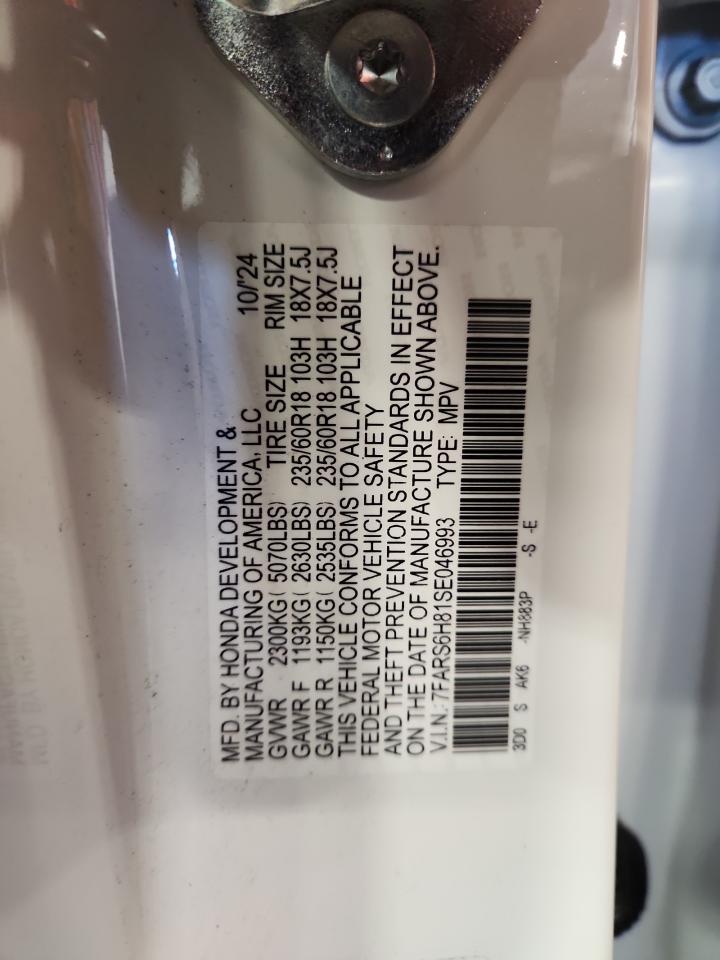 MFD. BY HONDA DEVELOPMENT &
MANUFACTURING OF AMERICA, LLC 10/'24
GVWR 2300KG( 5070LBS) TIRE SIZE RIM SIZE
GAWR F 1193KG( 2630LBS) 235/60R18 103H 18X7.5J
GAWR R 1150KG( 2535LBS) 235/60R18 103H 18X7.5J
THIS VEHICLE CONFORMS TO ALL APPLICABLE
FEDERAL MOTOR VEHICLE SAFETY
AND THEFT PREVENTION STANDARDS IN EFFECT
ON THE DATE OF MANUFACTURE SHOWN ABOVE.
V.I.N.: 7FARS6H81SE046993 TYPE: MPV
3D0 S AK6 -NH883P -S -E